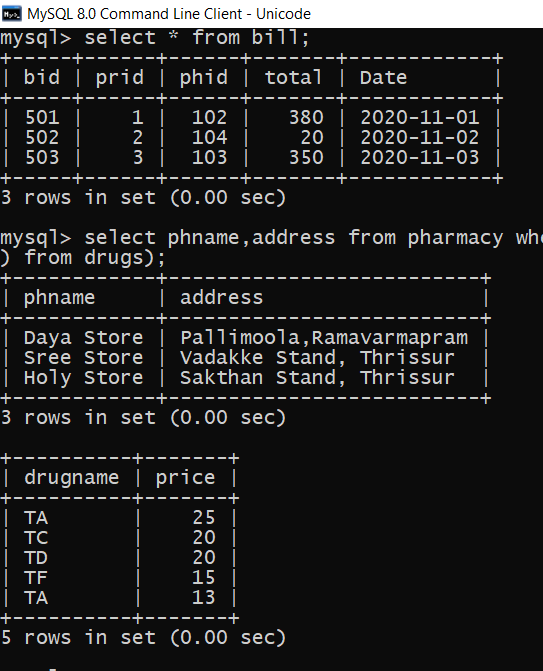 MySQL 8.0 Command Line Client - Unicode
mysql> select * from bill;
+-----+------+------+-------+------------+
| bid | prid | phid | total | Date       |
+-----+------+------+-------+------------+
| 501 |    1 |  102 |   380 | 2020-11-01 |
| 502 |    2 |  104 |    20 | 2020-11-02 |
| 503 |    3 |  103 |   350 | 2020-11-03 |
+-----+------+------+-------+------------+
3 rows in set (0.00 sec)
mysql> select phname,address from pharmacy whe
) from drugs);
+------------+--------------------------+
| phname     | address                  |
+------------+--------------------------+
| Daya Store | Pallimoola,Ramavarmapram |
| Sree Store | Vadakke Stand, Thrissur  |
| Holy Store | Sakthan Stand, Thrissur  |
+------------+--------------------------+
3 rows in set (0.00 sec)
+----------+-------+
| drugname | price |
+----------+-------+
| TA       |    25 |
| TC       |    20 |
| TD       |    20 |
| TF       |    15 |
| TA       |    13 |
+----------+-------+
5 rows in set (0.00 sec)